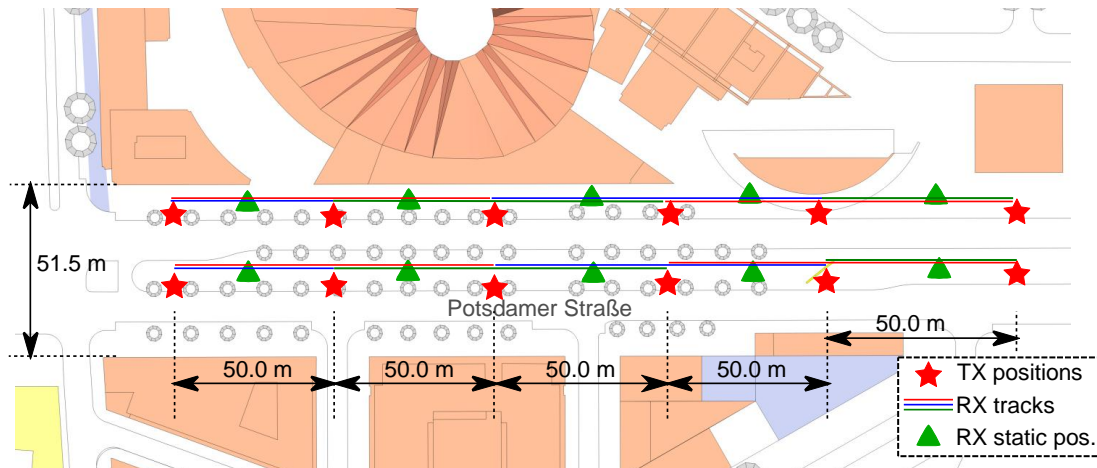 51.5 m
Potsdamer Straße
50.0 m
50.0 m
50.0 m
50.0 m
50.0 m
TX positions
RX tracks
RX static pos.